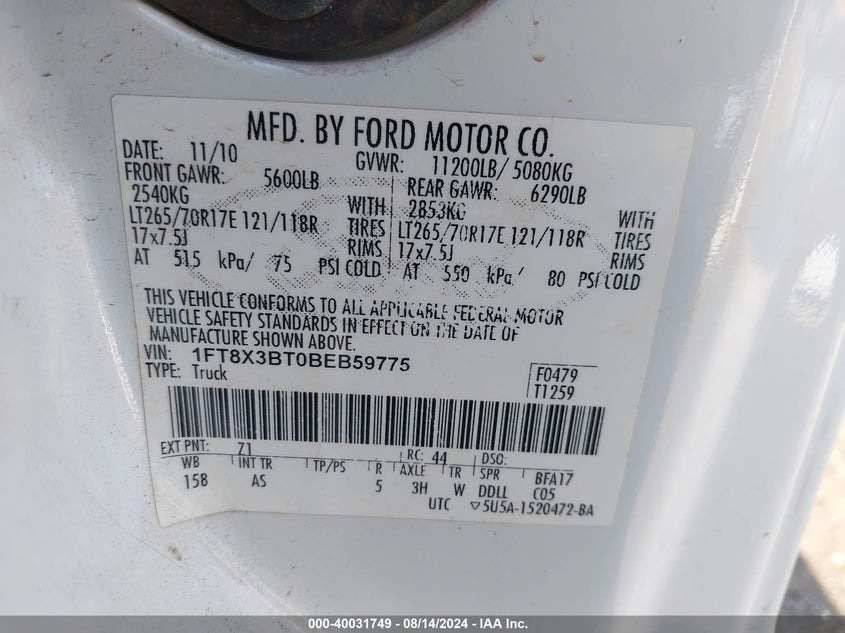 MFD. BY FORD MOTOR CO.
DATE: 11/10 GVWR: 11200LB/ 5080KG
FRONT GAWR: 5600LB REAR GAWR: 6290LB
2540KG WITH 2853KG WITH
LT265/70R17E 121/118R TIRES LT265/70R17E 121/118R TIRES
17x7.5J RIMS 17x7.5J RIMS
AT 515 kPa/ 75 PSI COLD AT 550 kPa/ 80 PSI COLD
THIS VEHICLE CONFORMS TO ALL APPLICABLE FEDERAL MOTOR
VEHICLE SAFETY STANDARDS IN EFFECT ON THE DATE OF
MANUFACTURE SHOWN ABOVE.
VIN: 1FT8X3BT0BEB59775
TYPE: Truck
F0479
T1259
EXT PNT: 71 RC: 44 DSO:
WB INT TR TP/PS R AXLE TR SPR BFA17
158 AS 5 3H W DDLL C05
UTC ▽5U5A-1520472-BA
000-40031749 - 08/14/2024 - IAA Inc.